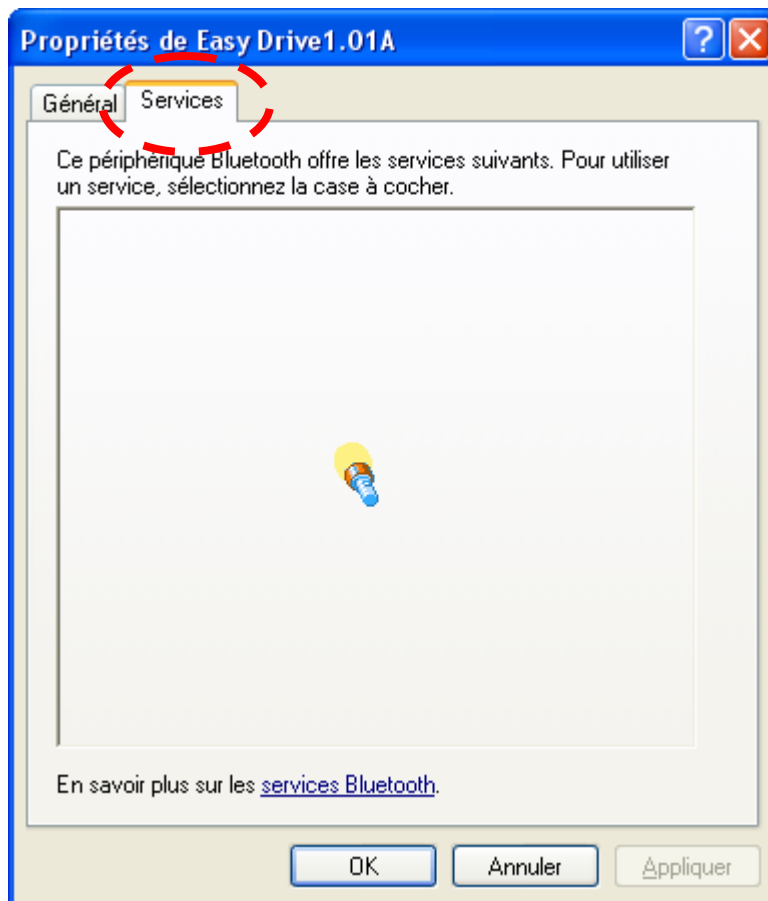 Propriétés de Easy Drive1.01A
Général Services
Ce périphérique Bluetooth offre les services suivants. Pour utiliser
un service, sélectionnez la case à cocher.
En savoir plus sur les services Bluetooth.
OK Annuler Appliquer